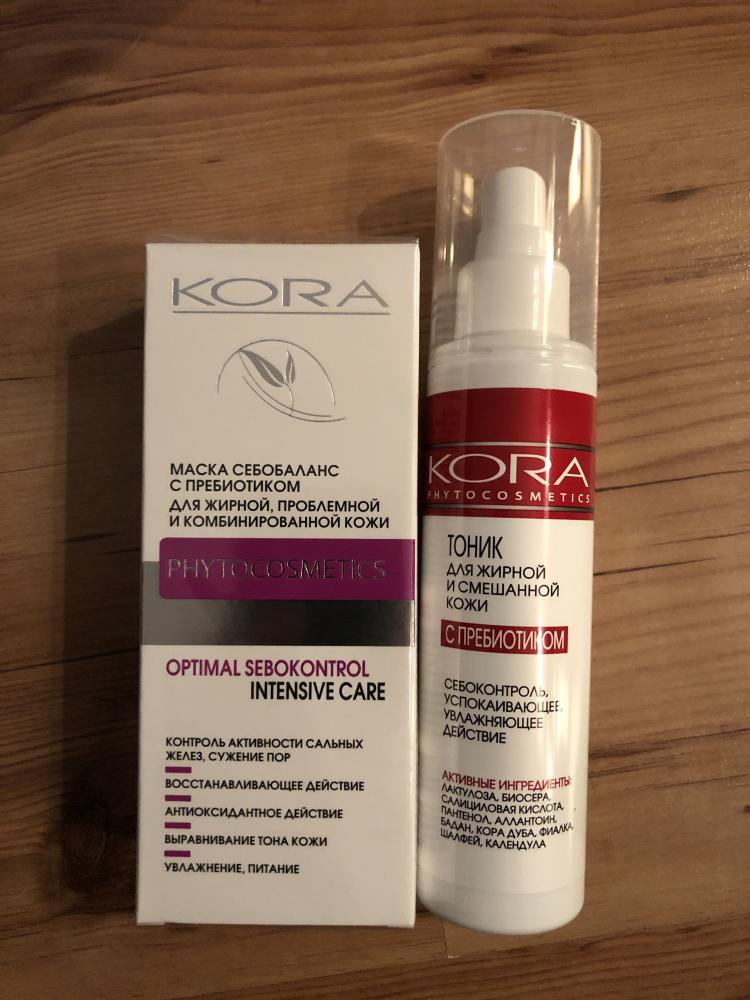 KORA
МАСКА СЕБОБАЛАНС
С ПРЕБИОТИКОМ
ДЛЯ ЖИРНОЙ, ПРОБЛЕМНОЙ
И КОМБИНИРОВАННОЙ КОЖИ
PHYTOCOSMETICS
OPTIMAL SEBOKONTROL
INTENSIVE CARE
КОНТРОЛЬ АКТИВНОСТИ САЛЬНЫХ
ЖЕЛЕЗ, СУЖЕНИЕ ПОР
ВОССТАНАВЛИВАЮЩЕЕ ДЕЙСТВИЕ
АНТИОКСИДАНТНОЕ ДЕЙСТВИЕ
ВЫРАВНИВАНИЕ ТОНА КОЖИ
УВЛАЖНЕНИЕ, ПИТАНИЕ
KORA
PHYTOCOSMETICS
ТОНИК
ДЛЯ ЖИРНОЙ
И СМЕШАННОЙ
КОЖИ
С ПРЕБИОТИКОМ
СЕБОКОНТРОЛЬ,
УСПОКАИВАЮЩЕЕ,
УВЛАЖНЯЮЩЕЕ
ДЕЙСТВИЕ
АКТИВНЫЕ ИНГРЕДИЕНТЫ:
ЛАКТУЛОЗА, БИОСЕРА,
САЛИЦИЛОВАЯ КИСЛОТА,
ПАНТЕНОЛ, АЛЛАНТОИН,
БАДАН, КОРА ДУБА, ФИАЛКА,
ШАЛФЕЙ, КАЛЕНДУЛА